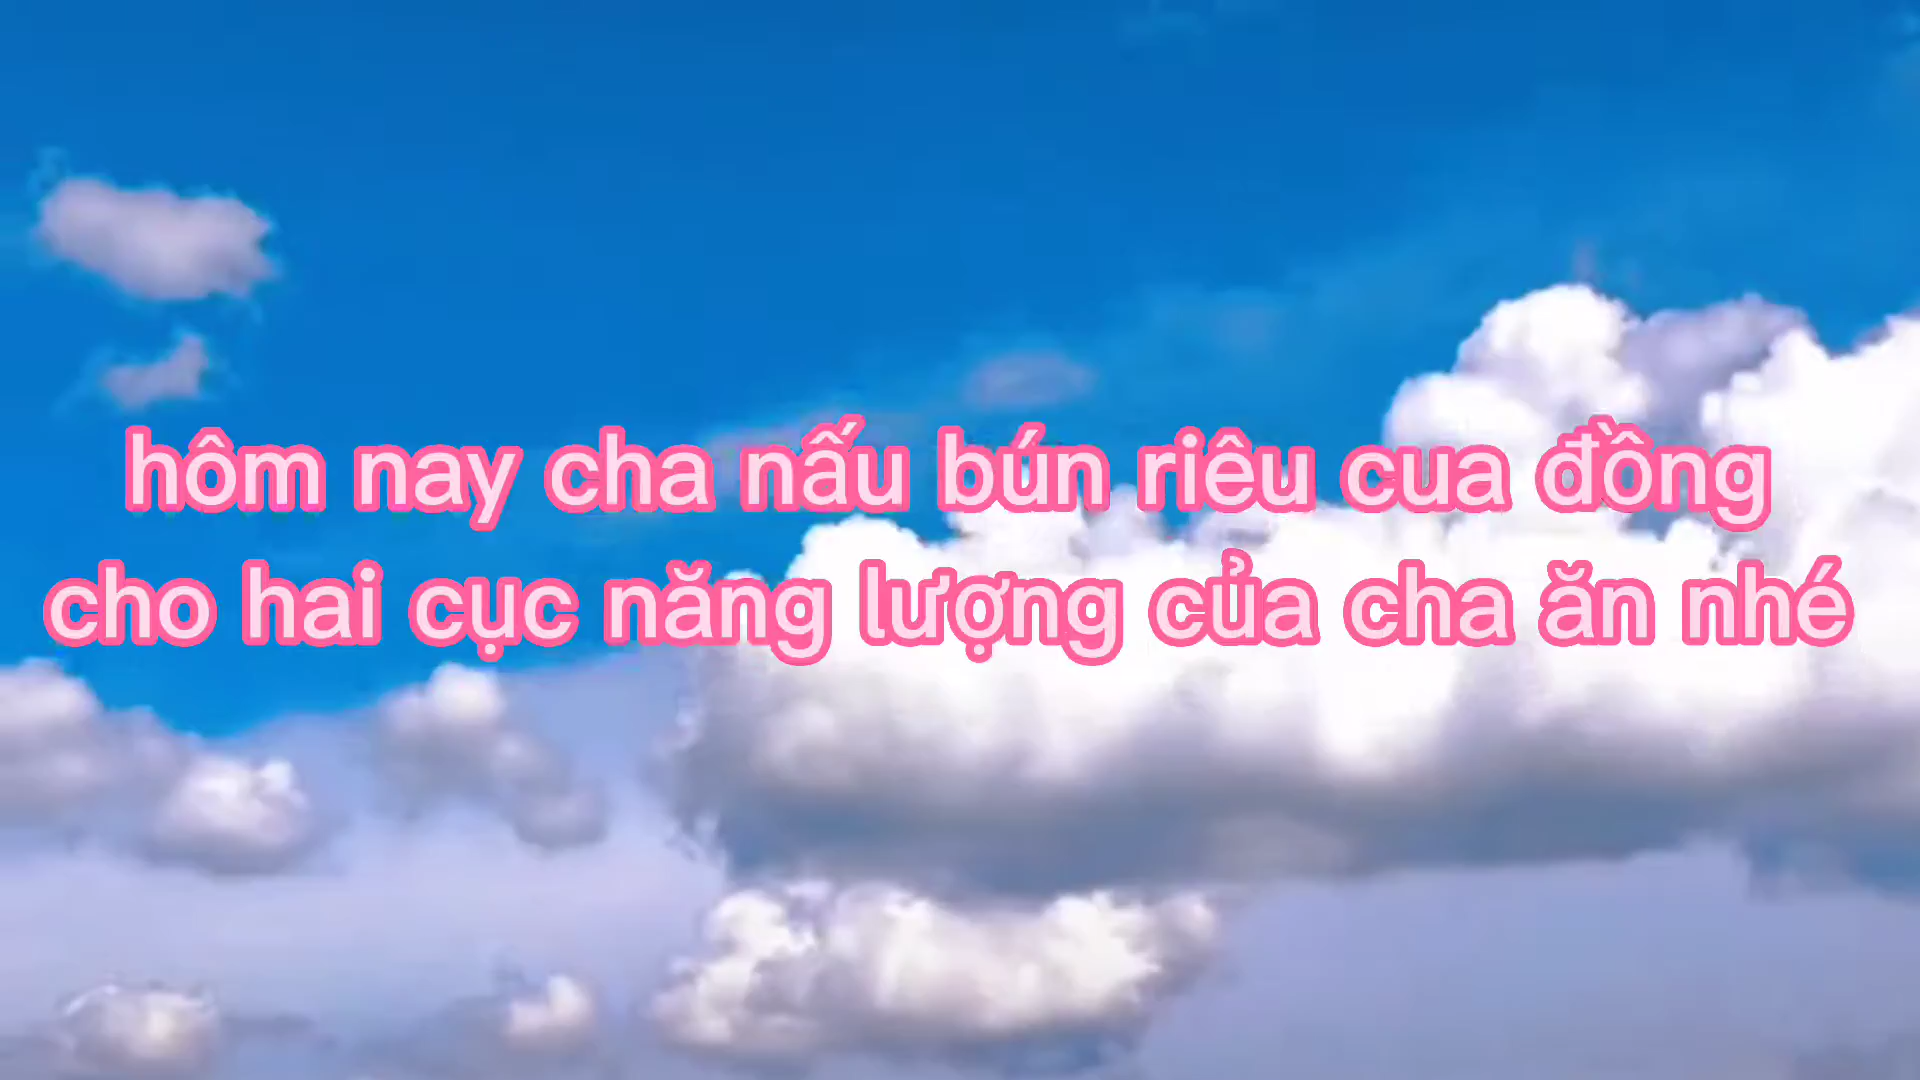 hôm nay cha nấu bún riêu cua đồng
cho hai cục năng lượng của cha ăn nhé